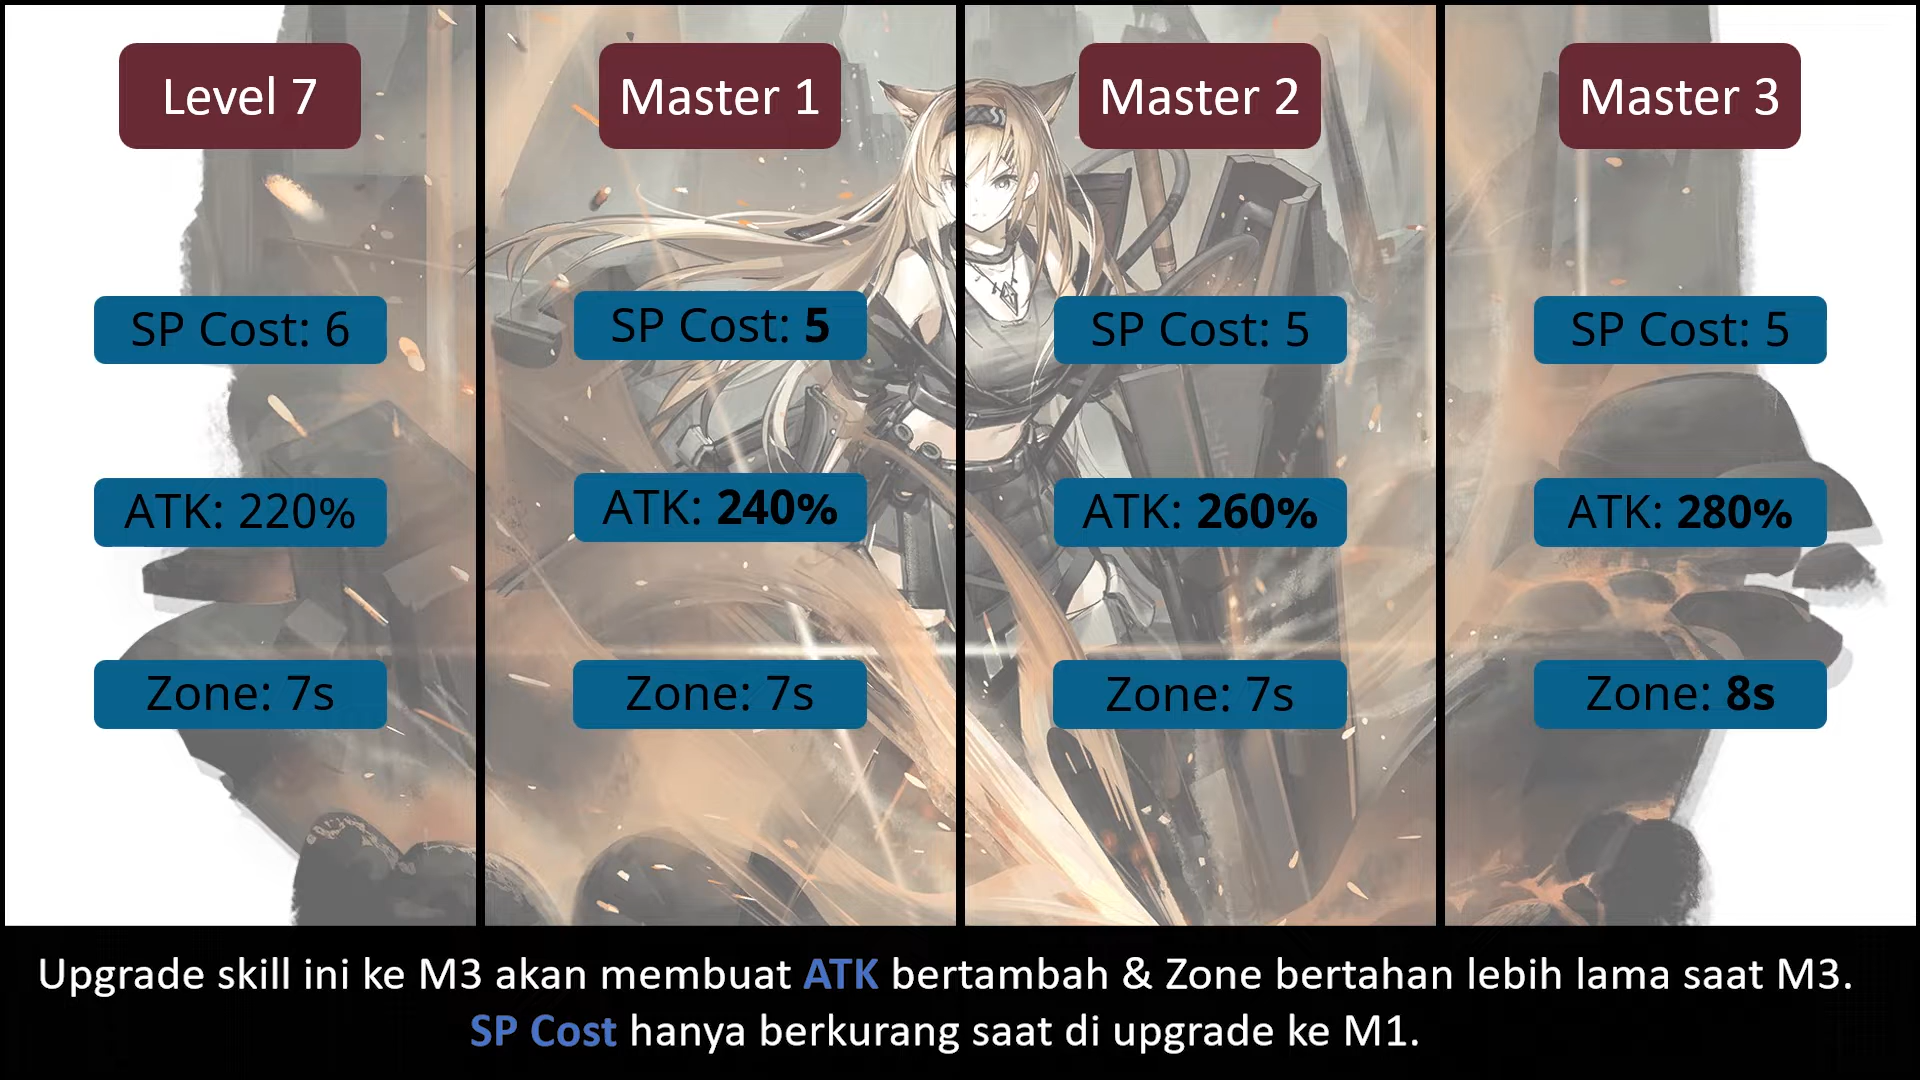 Level 7
Master 1
Master 2
Master 3
SP Cost: 6
SP Cost: 5
SP Cost: 5
SP Cost: 5
ATK: 220%
ATK: 240%
ATK: 260%
ATK: 280%
Zone: 7s
Zone: 7s
Zone: 7s
Zone: 8s
Upgrade skill ini ke M3 akan membuat ATK bertambah & Zone bertahan lebih lama saat M3.
SP Cost hanya berkurang saat di upgrade ke M1.